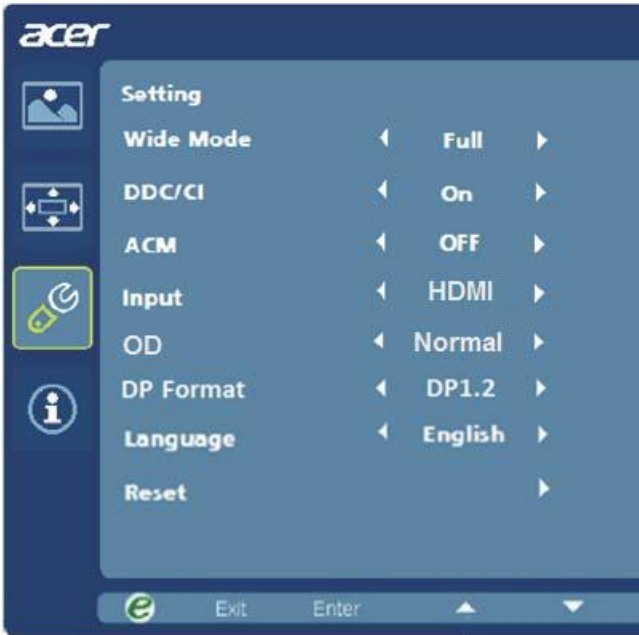 acer
Setting
Wide Mode Full
DDC/CI On
ACM OFF
Input HDMI
OD Normal
DP Format DP1.2
Language English
Reset
e Exit Enter